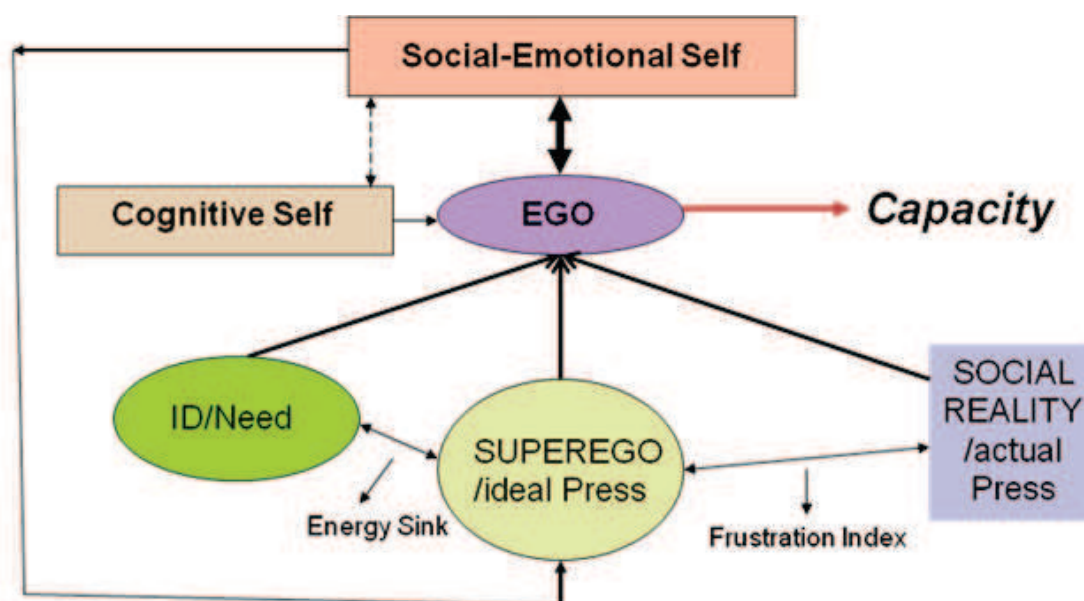 Social-Emotional Self
Cognitive Self
EGO
Capacity
ID/Need
SUPEREGO
/ideal Press
SOCIAL
REALITY
/actual
Press
Energy Sink
Frustration Index